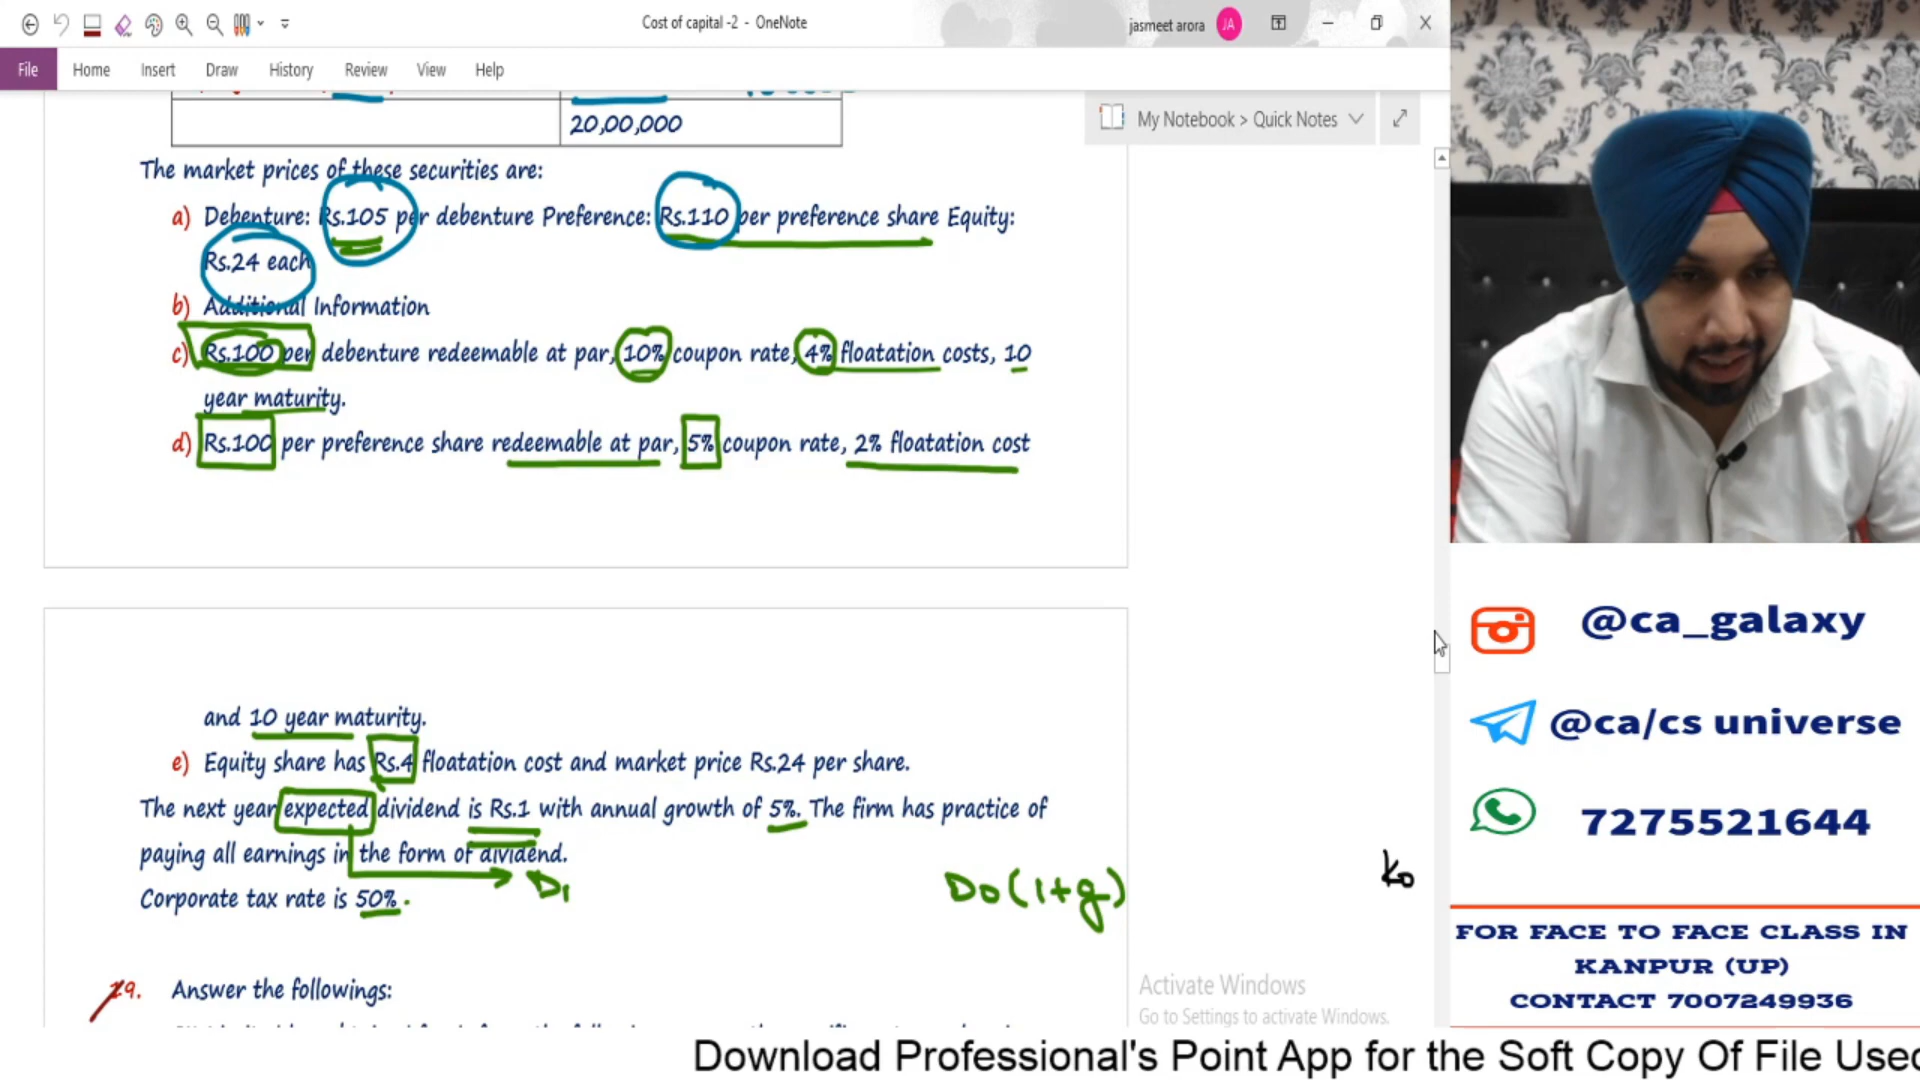 Cost of capital -2 - OneNote
jasmeet arora JA
File Home Insert Draw History Review View Help
My Notebook > Quick Notes
20,00,000
The market prices of these securities are:
a) Debenture: Rs.105 per debenture Preference: Rs.110 per preference share Equity:
Rs.24 each
b) Additional Information
c) Rs.100 per debenture redeemable at par, 10% coupon rate, 4% floatation costs, 10
year maturity.
d) Rs.100 per preference share redeemable at par, 5% coupon rate, 2% floatation cost
and 10 year maturity.
e) Equity share has Rs.4 floatation cost and market price Rs.24 per share.
The next year expected dividend is Rs.1 with annual growth of 5%. The firm has practice of
paying all earnings in the form of dividend.
D1
Corporate tax rate is 50%.
Do(1+g)
Ko
19. Answer the followings:
Activate Windows
Go to Settings to activate Windows.
@ca_galaxy
@ca/cs universe
7275521644
FOR FACE TO FACE CLASS IN
KANPUR (UP)
CONTACT 7007249936
Download Professional's Point App for the Soft Copy Of File Used